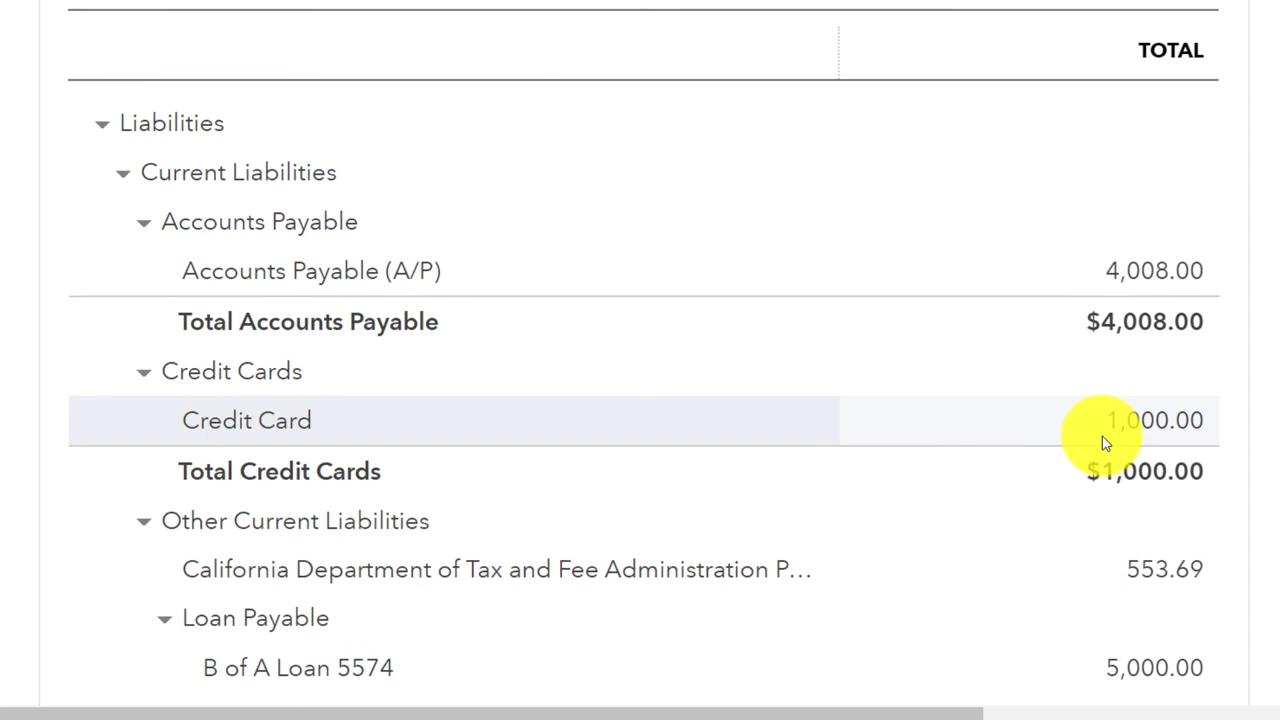 TOTAL
Liabilities
Current Liabilities
Accounts Payable
Accounts Payable (A/P) 4,008.00
Total Accounts Payable $4,008.00
Credit Cards
Credit Card 1,000.00
Total Credit Cards $1,000.00
Other Current Liabilities
California Department of Tax and Fee Administration P... 553.69
Loan Payable
B of A Loan 5574 5,000.00